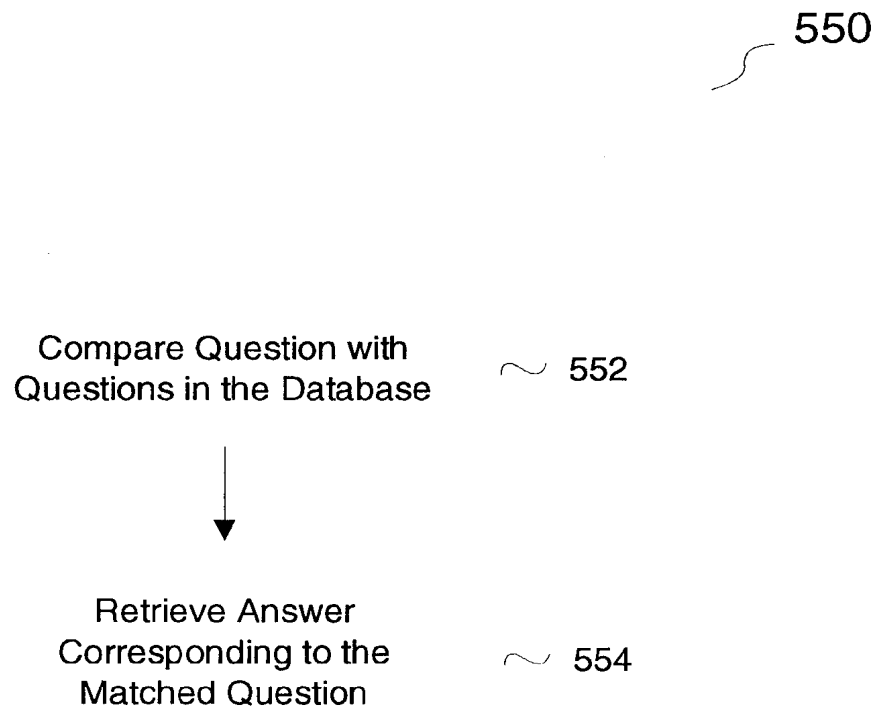 550
Compare Question with
Questions in the Database
552
Retrieve Answer
Corresponding to the
Matched Question
554